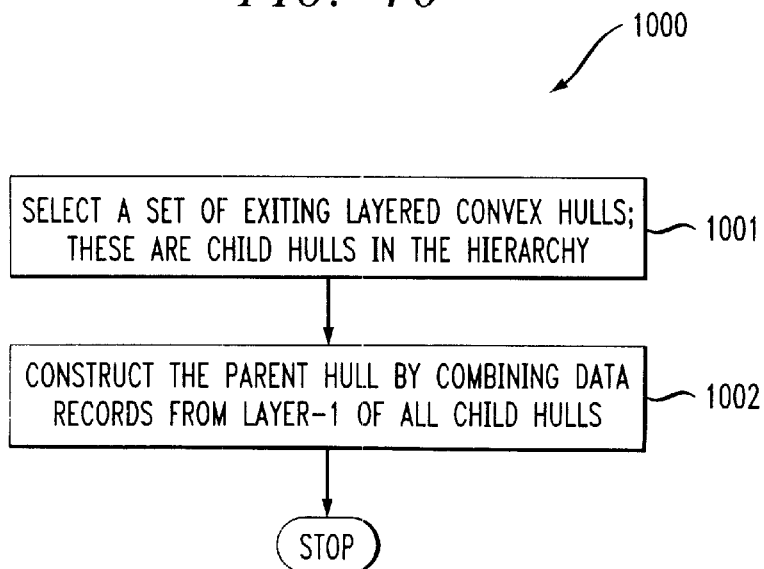 1000
SELECT A SET OF EXITING LAYERED CONVEX HULLS;
THESE ARE CHILD HULLS IN THE HIERARCHY
1001
CONSTRUCT THE PARENT HULL BY COMBINING DATA
RECORDS FROM LAYER-1 OF ALL CHILD HULLS
1002
STOP